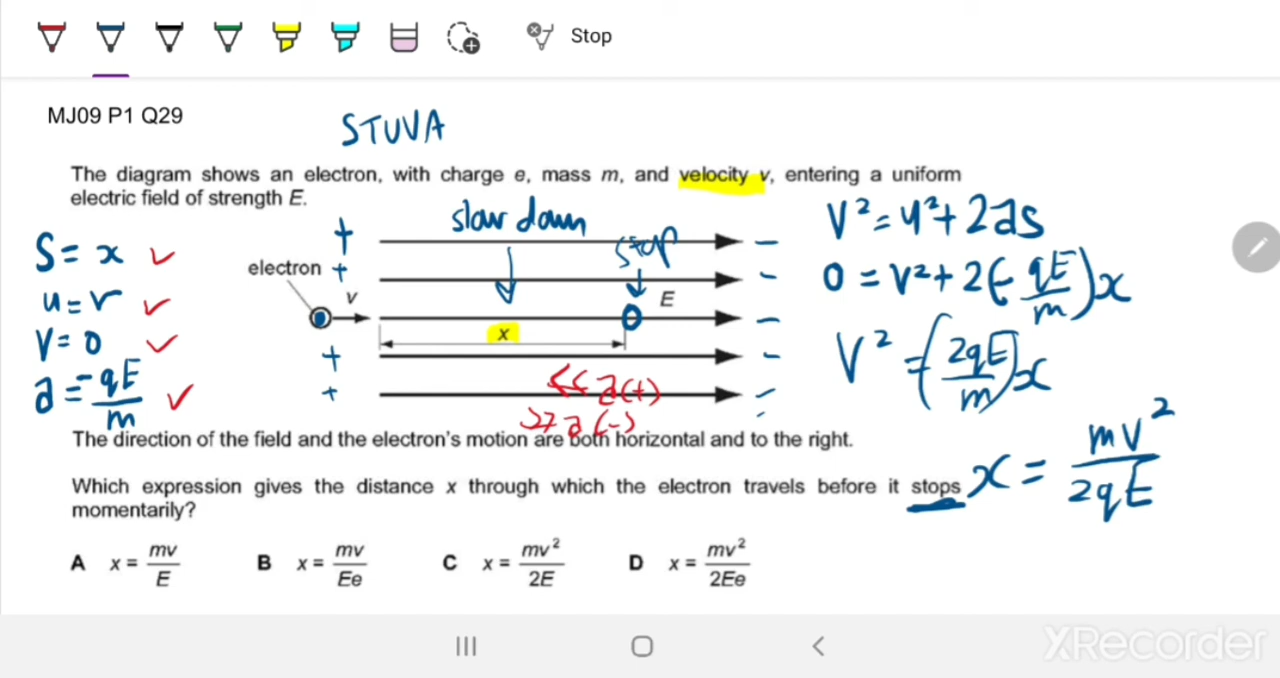 Stop
MJ09 P1 Q29
STUVA
The diagram shows an electron, with charge e, mass m, and velocity v, entering a uniform
electric field of strength E.
slow down
stop
electron
v
E
x
+
+
+
+
−
−
−
−
−
−
S = x ✓
u = v ✓
V = 0 ✓
a = -qE/m ✓
<< a(+)
>> a(-)
V² = u² + 2as
0 = V² + 2(-qE/m)x
V² = (2qE/m)x
x = mv²/2qE
The direction of the field and the electron's motion are both horizontal and to the right.
Which expression gives the distance x through which the electron travels before it stops
momentarily?
A x = mv/E B x = mv/Ee C x = mv²/2E D x = mv²/2Ee
XRecorder